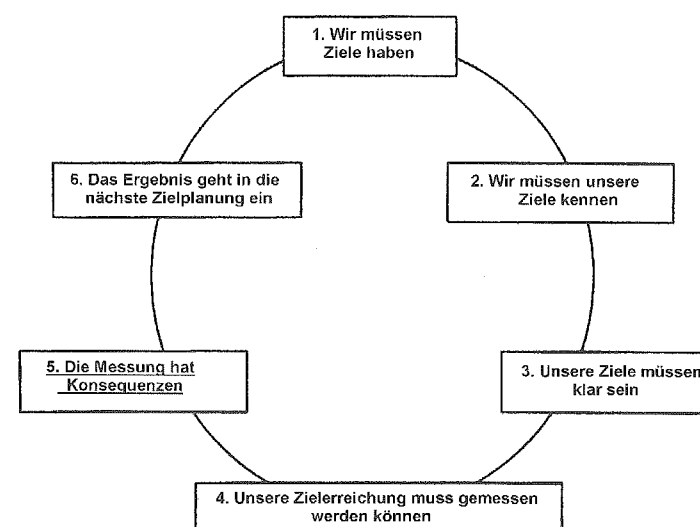 1. Wir müssen
Ziele haben
2. Wir müssen unsere
Ziele kennen
3. Unsere Ziele müssen
klar sein
4. Unsere Zielerreichung muss gemessen
werden können
5. Die Messung hat
Konsequenzen
6. Das Ergebnis geht in die
nächste Zielplanung ein